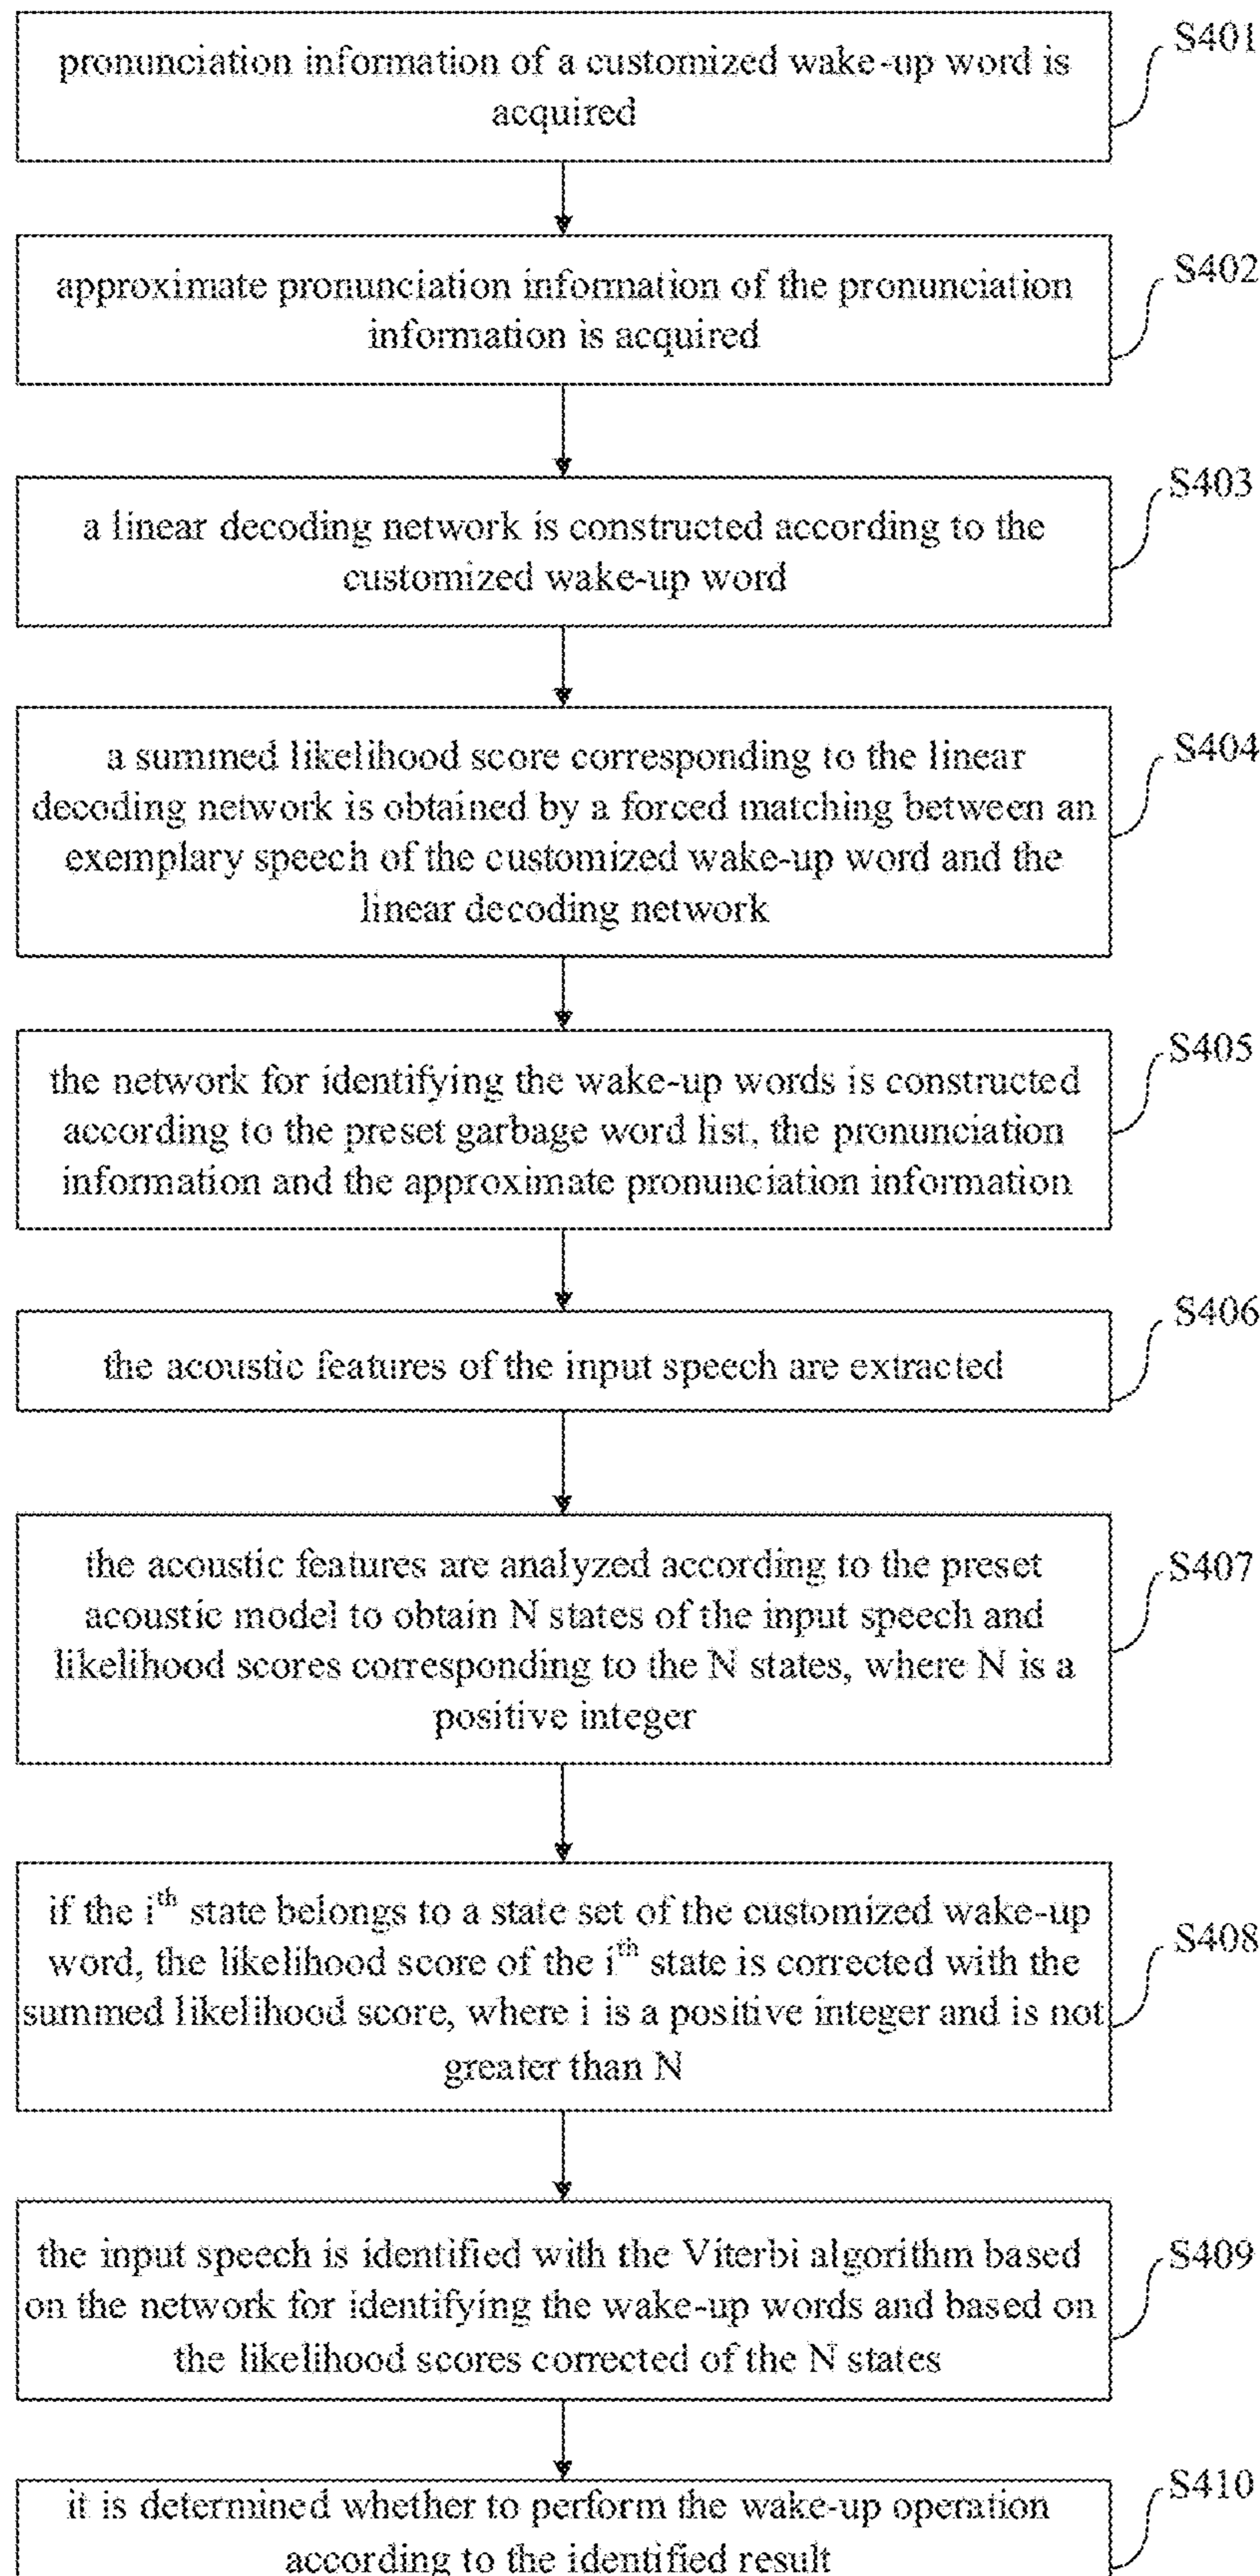 pronunciation information of a customized wake-up word is
acquired
S401
approximate pronunciation information of the pronunciation
information is acquired
S402
a linear decoding network is constructed according to the
customized wake-up word
S403
a summed likelihood score corresponding to the linear
decoding network is obtained by a forced matching between an
exemplary speech of the customized wake-up word and the
linear decoding network
S404
the network for identifying the wake-up words is constructed
according to the preset garbage word list, the pronunciation
information and the approximate pronunciation information
S405
the acoustic features of the input speech are extracted
S406
the acoustic features are analyzed according to the preset
acoustic model to obtain N states of the input speech and
likelihood scores corresponding to the N states, where N is a
positive integer
S407
if the i^th state belongs to a state set of the customized wake-up
word, the likelihood score of the i^th state is corrected with the
summed likelihood score, where i is a positive integer and is not
greater than N
S408
the input speech is identified with the Viterbi algorithm based
on the network for identifying the wake-up words and based on
the likelihood scores corrected of the N states
S409
it is determined whether to perform the wake-up operation
according to the identified result
S410